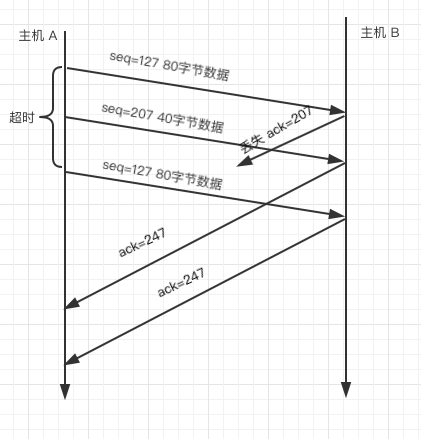 主机 A
主机 B
seq=127 80字节数据
超时
seq=207 40字节数据
丢失 ack=207
seq=127 80字节数据
ack=247
ack=247